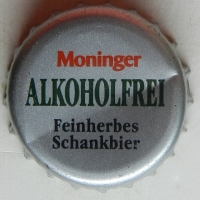 Moninger
ALKOHOLFREI
Feinherbes
Schankbier